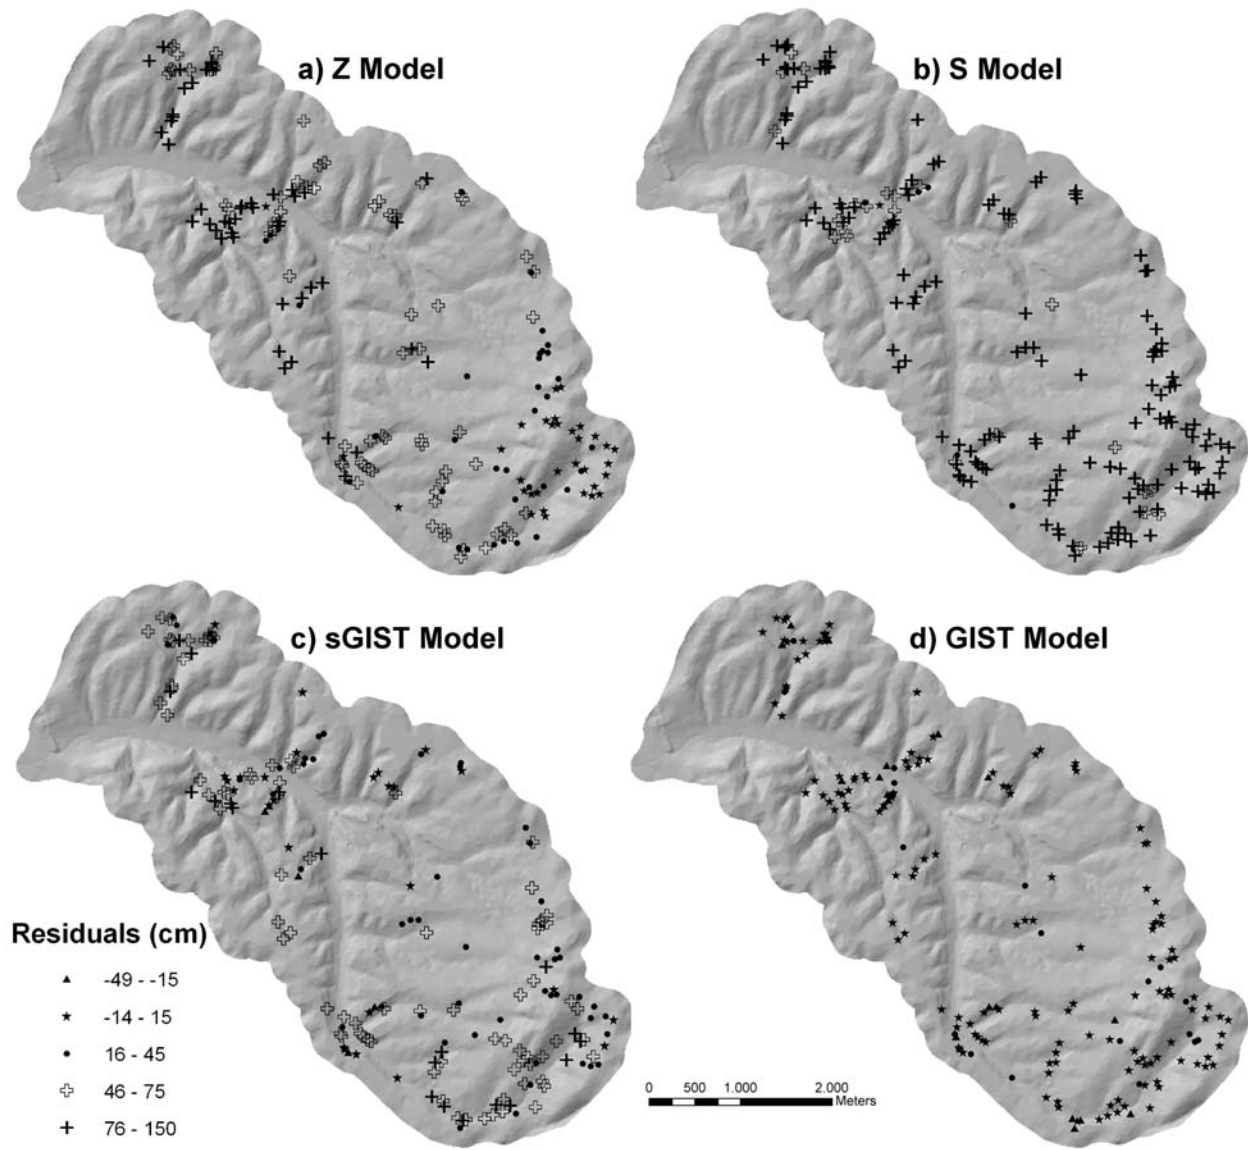 a) Z Model
b) S Model
c) sGIST Model
d) GIST Model
Residuals (cm)
-49 - -15
-14 - 15
16 - 45
46 - 75
76 - 150
0 500 1.000 2.000
Meters